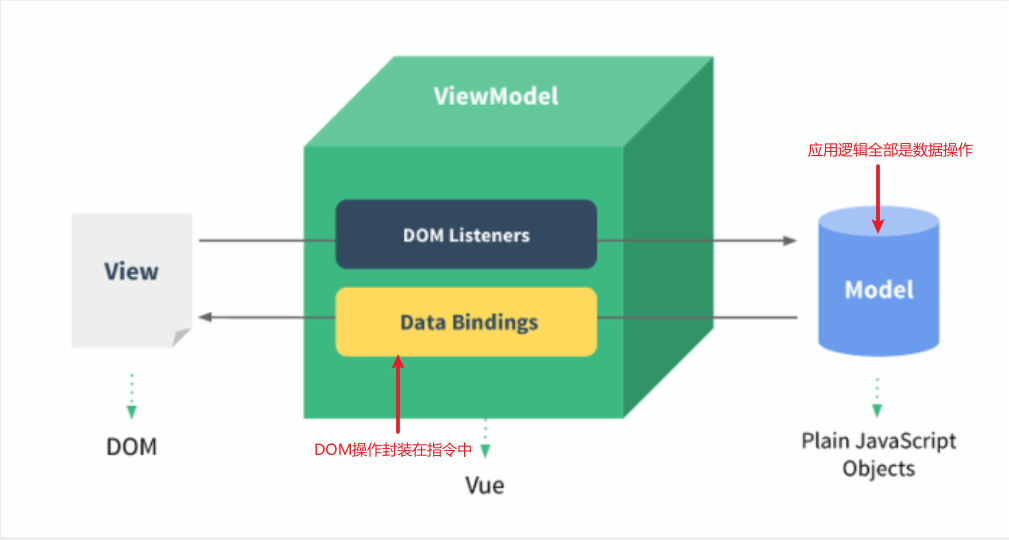 ViewModel
应用逻辑全部是数据操作
DOM Listeners
View
Model
Data Bindings
DOM
DOM操作封装在指令中
Plain JavaScript
Objects
Vue